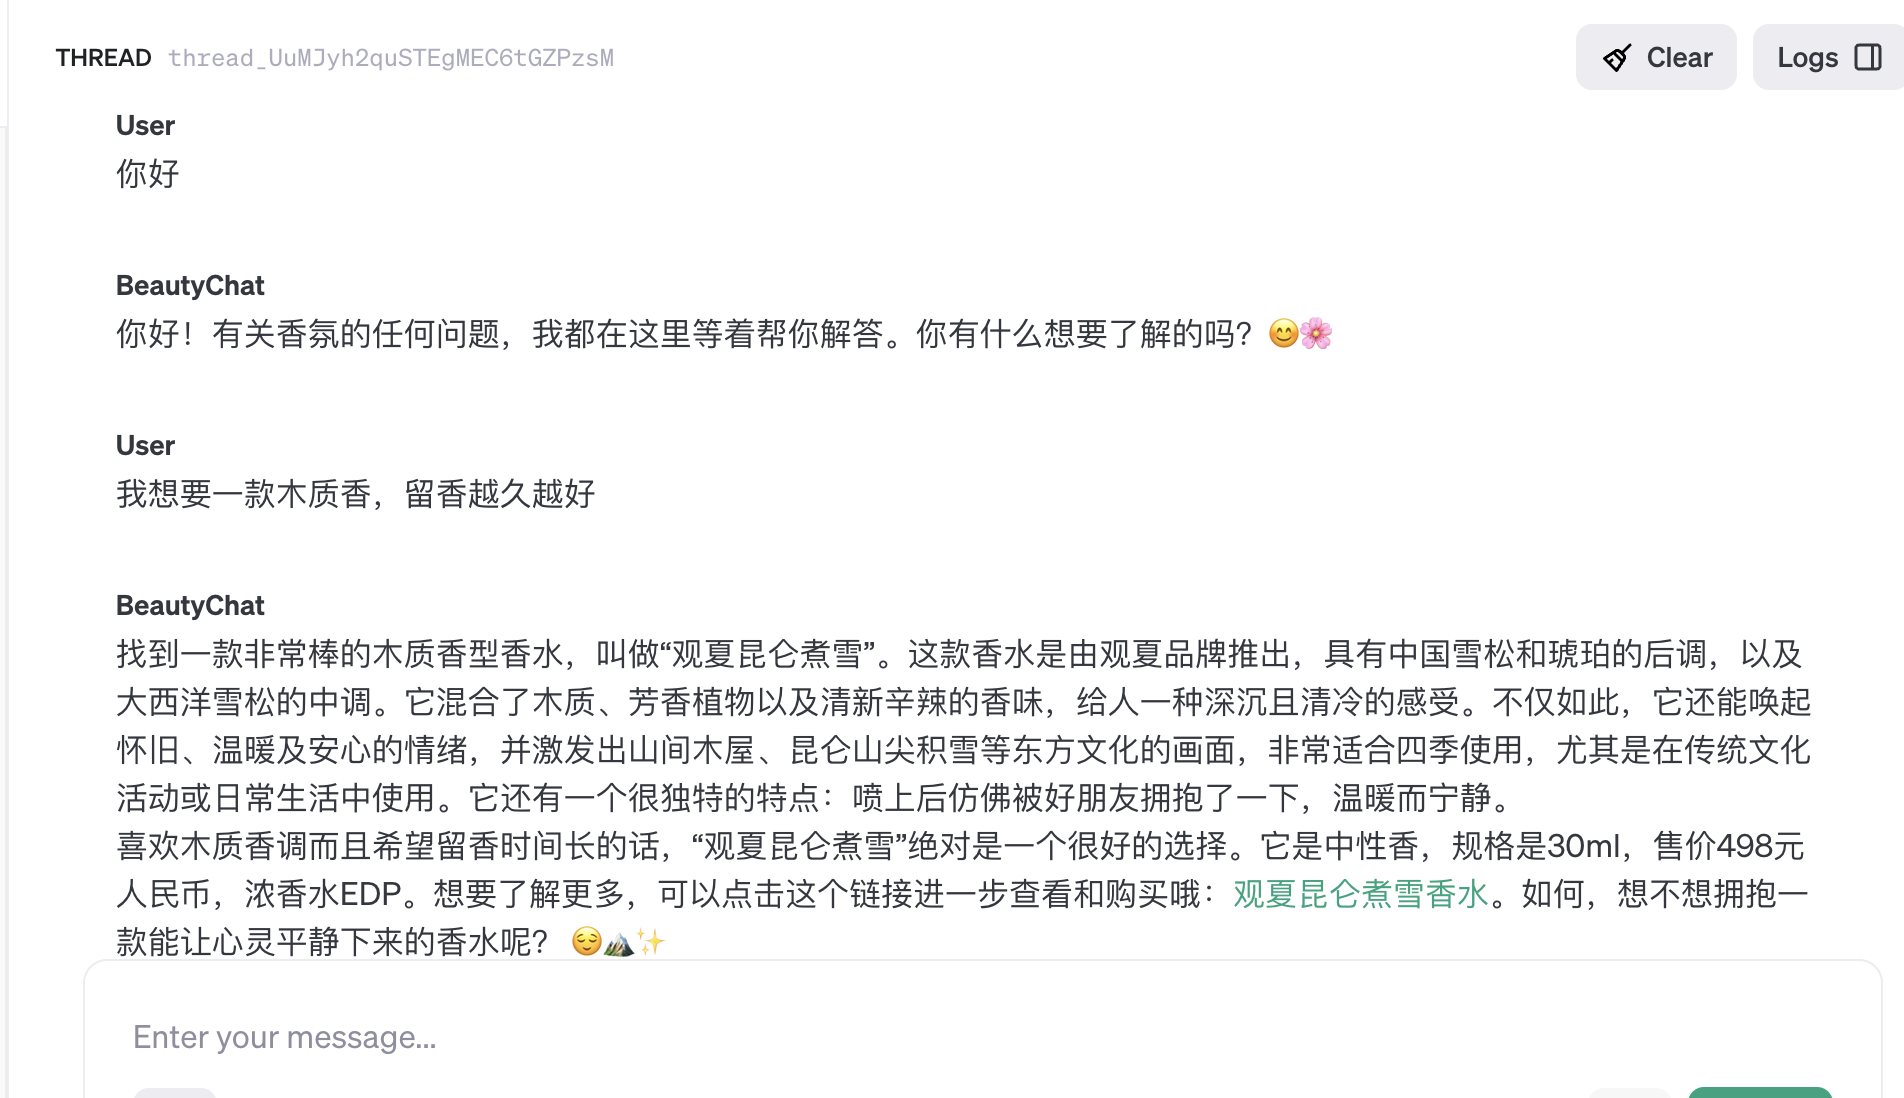 THREAD thread_UuMJyh2quSTEgMEC6tGZPzsM
Clear
Logs
User
你好
BeautyChat
你好！有关香氛的任何问题，我都在这里等着帮你解答。你有什么想要了解的吗？😊🌸
User
我想要一款木质香，留香越久越好
BeautyChat
找到一款非常棒的木质香型香水，叫做“观夏昆仑煮雪”。这款香水是由观夏品牌推出，具有中国雪松和琥珀的后调，以及
大西洋雪松的中调。它混合了木质、芳香植物以及清新辛辣的香味，给人一种深沉且清冷的感受。不仅如此，它还能唤起
怀旧、温暖及安心的情绪，并激发出山间木屋、昆仑山尖积雪等东方文化的画面，非常适合四季使用，尤其是在传统文化
活动或日常生活中使用。它还有一个很独特的特点：喷上后仿佛被好朋友拥抱了一下，温暖而宁静。
喜欢木质香调而且希望留香时间长的话，“观夏昆仑煮雪”绝对是一个很好的选择。它是中性香，规格是30ml，售价498元
人民币，浓香水EDP。想要了解更多，可以点击这个链接进一步查看和购买哦：观夏昆仑煮雪香水。如何，想不想拥抱一
款能让心灵平静下来的香水呢？ 😌⛰️✨
Enter your message...